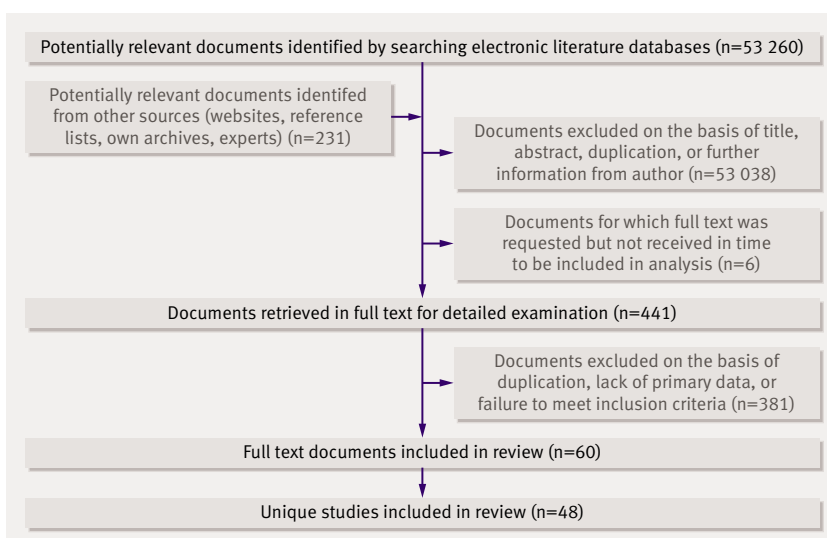 Potentially relevant documents identified by searching electronic literature databases (n=53 260)
Potentially relevant documents identifed
from other sources (websites, reference
lists, own archives, experts) (n=231)
Documents excluded on the basis of title,
abstract, duplication, or further
information from author (n=53 038)
Documents for which full text was
requested but not received in time
to be included in analysis (n=6)
Documents retrieved in full text for detailed examination (n=441)
Documents excluded on the basis of
duplication, lack of primary data, or
failure to meet inclusion criteria (n=381)
Full text documents included in review (n=60)
Unique studies included in review (n=48)